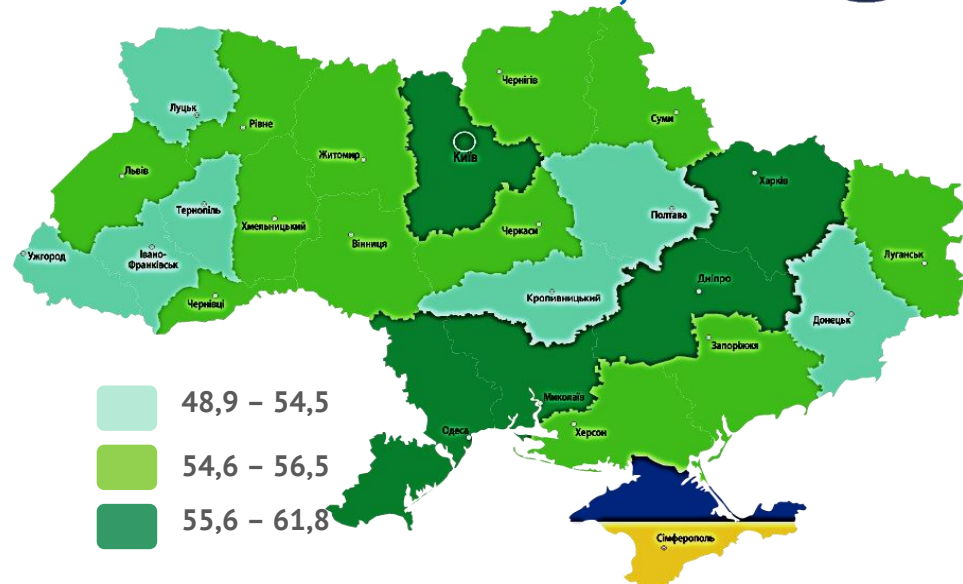 Чернігів
Луцьк
Рівне
Суми
Київ
Житомир
Львів
Харків
Тернопіль
Полтава
Хмельницький
Черкаси
Вінниця
Ужгород
Івано-
Франківськ
Луганськ
Дніпро
Кропивницький
Чернівці
Донецьк
Запоріжжя
Миколаїв
48,9 – 54,5
Одеса
Херсон
54,6 – 56,5
55,6 – 61,8
Сімферополь